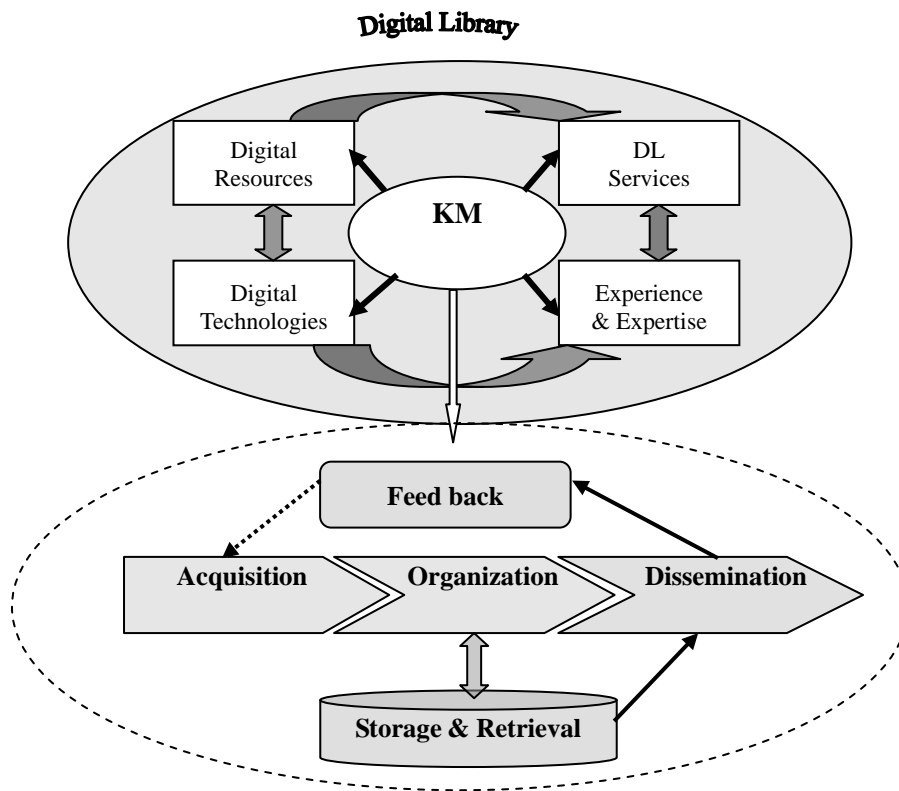 Digital Library
Digital
Resources
DL
Services
KM
Digital
Technologies
Experience
& Expertise
Feed back
Acquisition
Organization
Dissemination
Storage & Retrieval